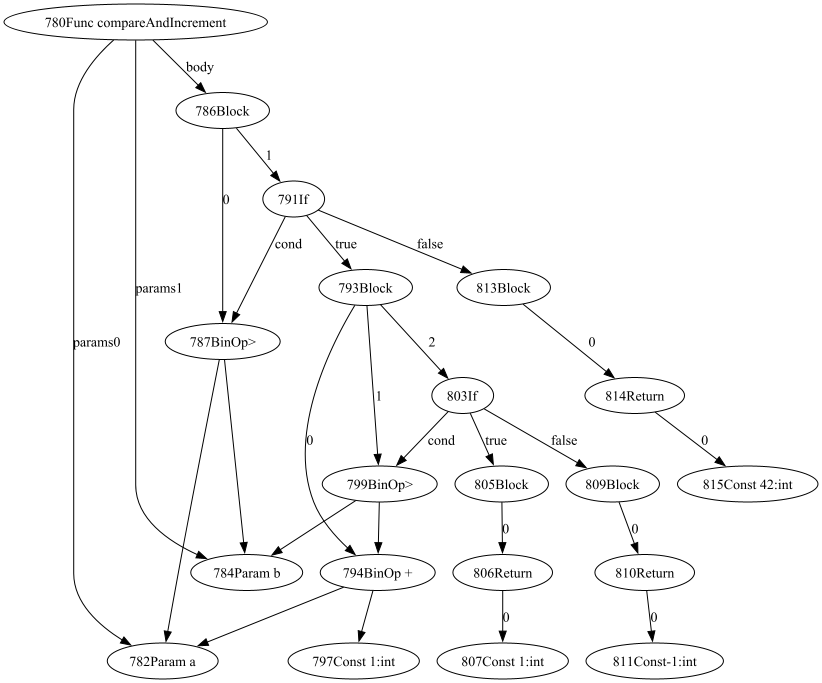 780Func compareAndIncrement
body
786Block
1
791If
0
cond
true
false
params1
793Block
813Block
787BinOp>
params0
2
0
803If
814Return
1
0
cond
true
false
0
799BinOp>
805Block
809Block
815Const 42:int
0
0
784Param b
794BinOp +
806Return
810Return
0
0
782Param a
797Const 1:int
807Const 1:int
811Const-1:int